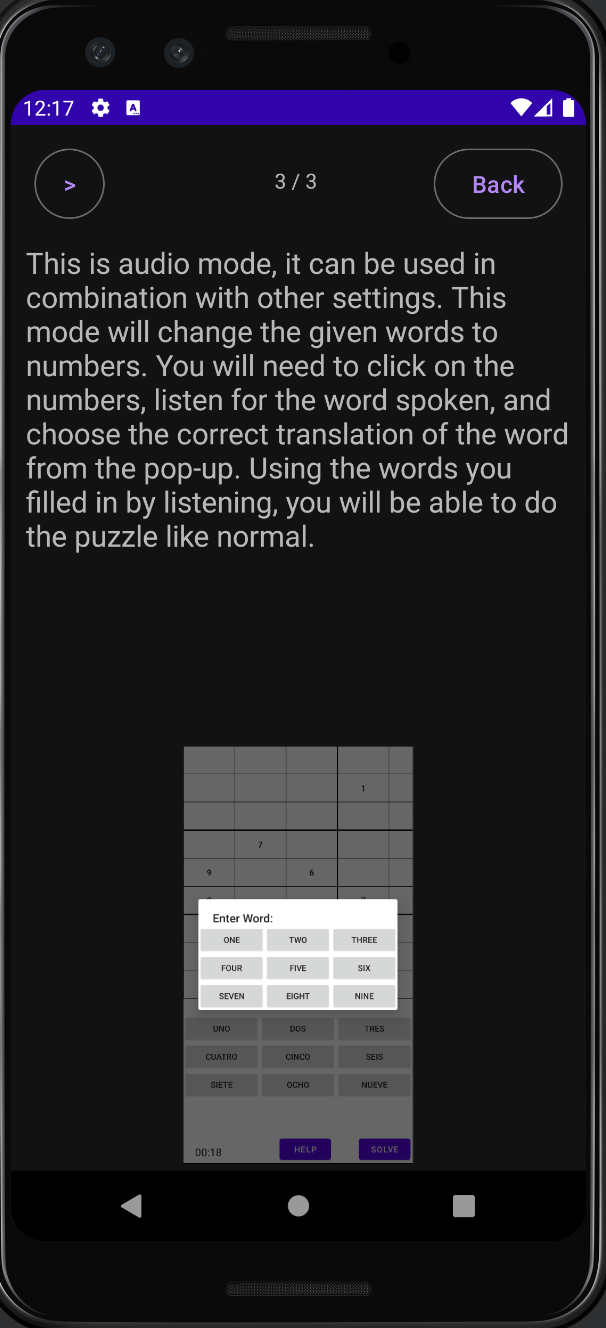 12:17
> 3 / 3 Back
This is audio mode, it can be used in
combination with other settings. This
mode will change the given words to
numbers. You will need to click on the
numbers, listen for the word spoken, and
choose the correct translation of the word
from the pop-up. Using the words you
filled in by listening, you will be able to do
the puzzle like normal.
1
7
9 6
Enter Word:
ONE TWO THREE
FOUR FIVE SIX
SEVEN EIGHT NINE
UNO DOS TRES
CUATRO CINCO SEIS
SIETE OCHO NUEVE
00:18 HELP SOLVE